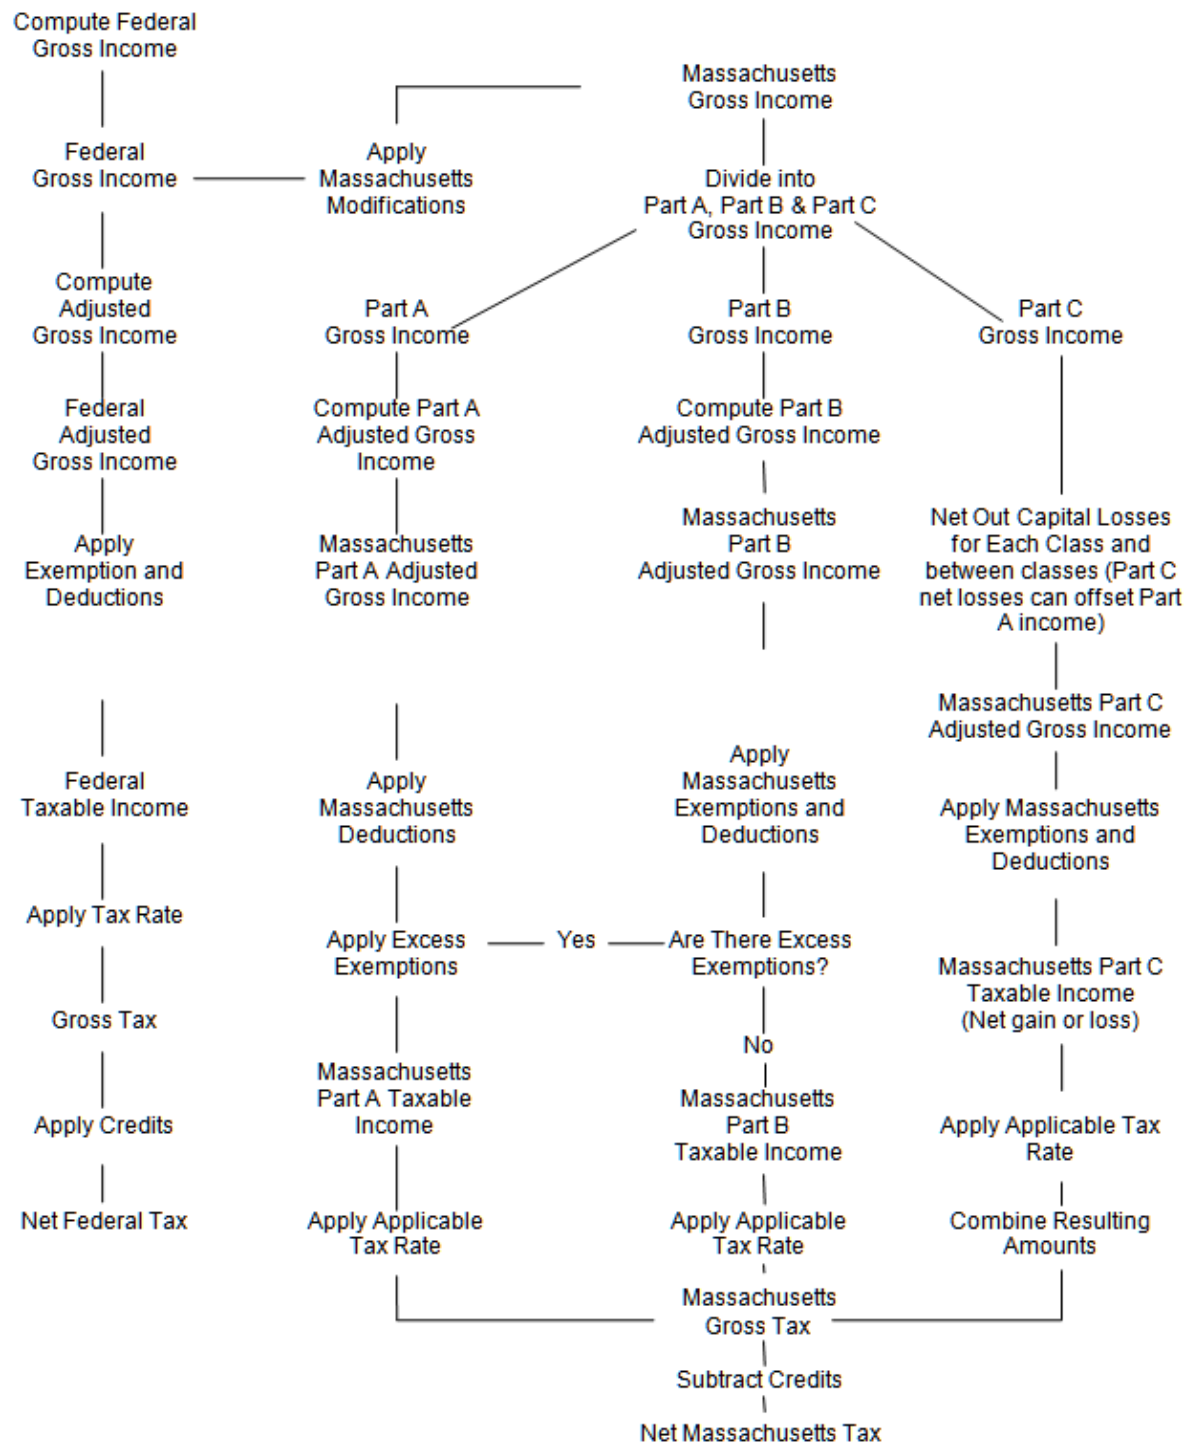 Compute Federal
Gross Income
Federal
Gross Income
Compute
Adjusted
Gross Income
Federal
Adjusted
Gross Income
Apply
Exemption and
Deductions
Federal
Taxable Income
Apply Tax Rate
Gross Tax
Apply Credits
Net Federal Tax
Apply
Massachusetts
Modifications
Massachusetts
Gross Income
Divide into
Part A, Part B & Part C
Gross Income
Part A
Gross Income
Compute Part A
Adjusted Gross
Income
Massachusetts
Part A Adjusted
Gross Income
Apply
Massachusetts
Deductions
Apply Excess
Exemptions
Yes
Massachusetts
Part A Taxable
Income
Apply Applicable
Tax Rate
Part B
Gross Income
Compute Part B
Adjusted Gross Income
Massachusetts
Part B
Adjusted Gross Income
Apply
Massachusetts
Exemptions and
Deductions
Are There Excess
Exemptions?
No
Massachusetts
Part B
Taxable Income
Apply Applicable
Tax Rate
Part C
Gross Income
Net Out Capital Losses
for Each Class and
between classes (Part C
net losses can offset Part
A income)
Massachusetts Part C
Adjusted Gross Income
Apply Massachusetts
Exemptions and
Deductions
Massachusetts Part C
Taxable Income
(Net gain or loss)
Apply Applicable Tax
Rate
Combine Resulting
Amounts
Massachusetts
Gross Tax
Subtract Credits
Net Massachusetts Tax